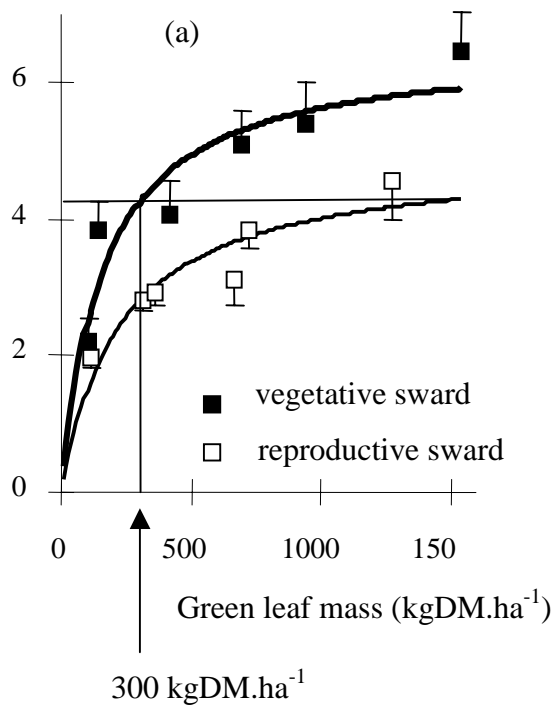 (a)
6
4
2
0
vegetative sward
reproductive sward
0 500 1000 150
Green leaf mass (kgDM.ha⁻¹)
300 kgDM.ha⁻¹